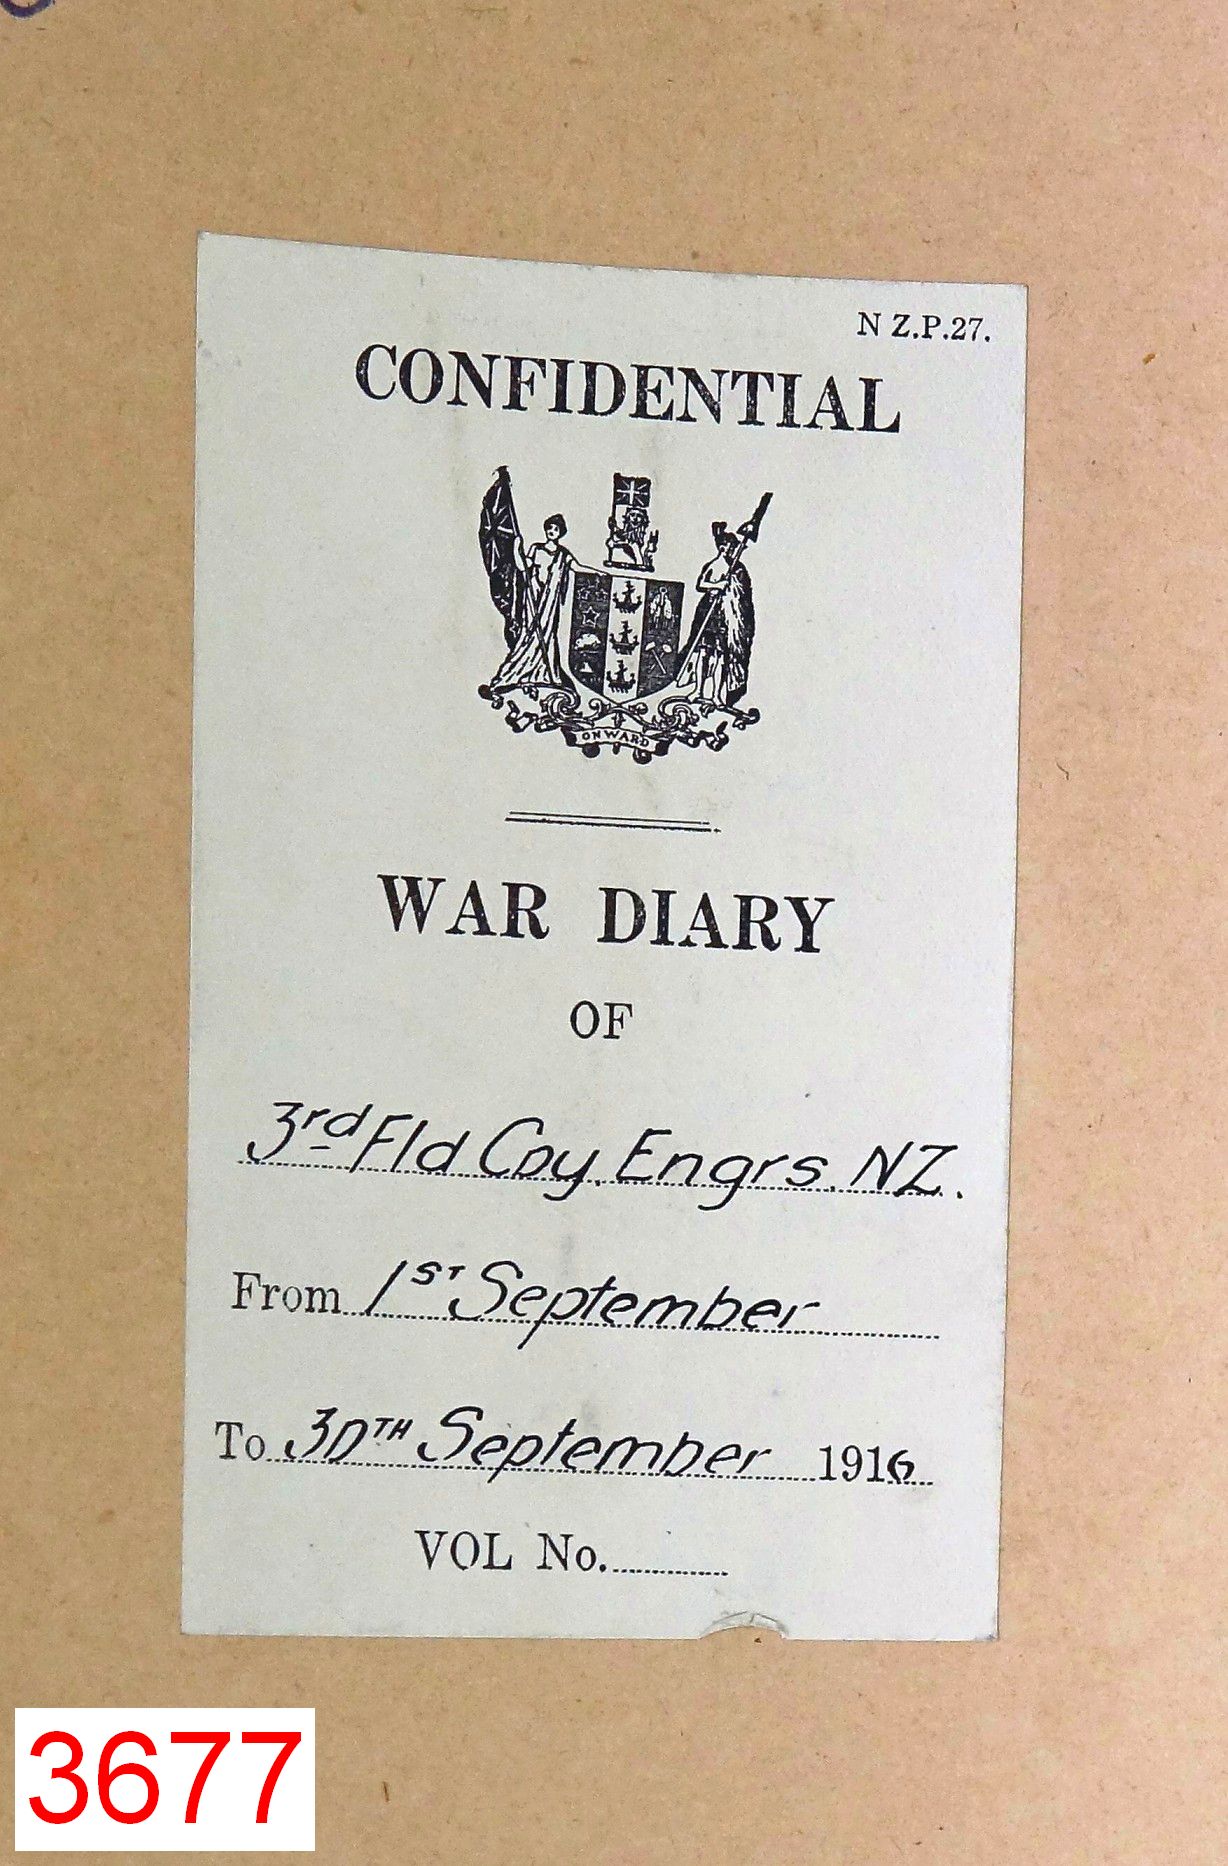 N Z.P.27.
CONFIDENTIAL
ONWARD
WAR DIARY
OF
3rd Fld Coy. Engrs. NZ.
From 1ST September
To 30TH September 1916
VOL No.
3677